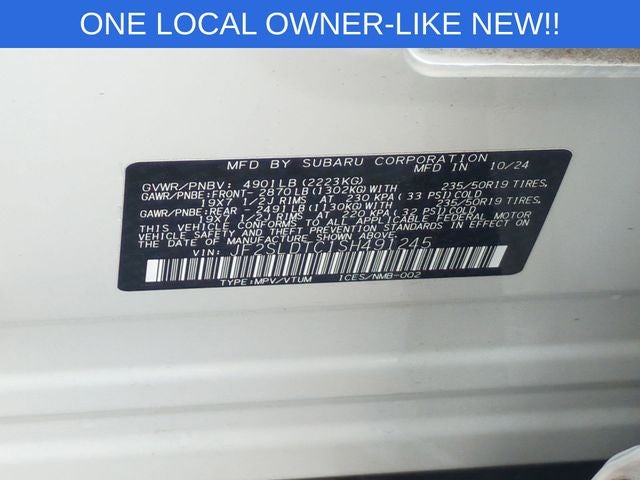 ONE LOCAL OWNER-LIKE NEW!!
MFD BY SUBARU CORPORATION
MFD IN 10/24
GVWR/PNBV: 4901LB(2223KG)
GAWR/PNBE:FRONT-2870LB(1302KG)WITH 235/50R19 TIRES,
19X7 1/2J RIMS AT 230 KPA(33 PSI)COLD
GAWR/PNBE:REAR -2491LB(1130KG)WITH 235/50R19 TIRES,
19X7 1/2J RIMS AT 220 KPA(32 PSI)COLD
THIS VEHICLE CONFORMS TO ALL APPLICABLE FEDERAL MOTOR
VEHICLE SAFETY AND THEFT PREVENTION STANDARDS IN EFFECT
ON THE DATE OF MANUFACTURE SHOWN ABOVE.
VIN: JF2SLDTC1SH491245
TYPE:MPV/VTUM ICES/NMB-002